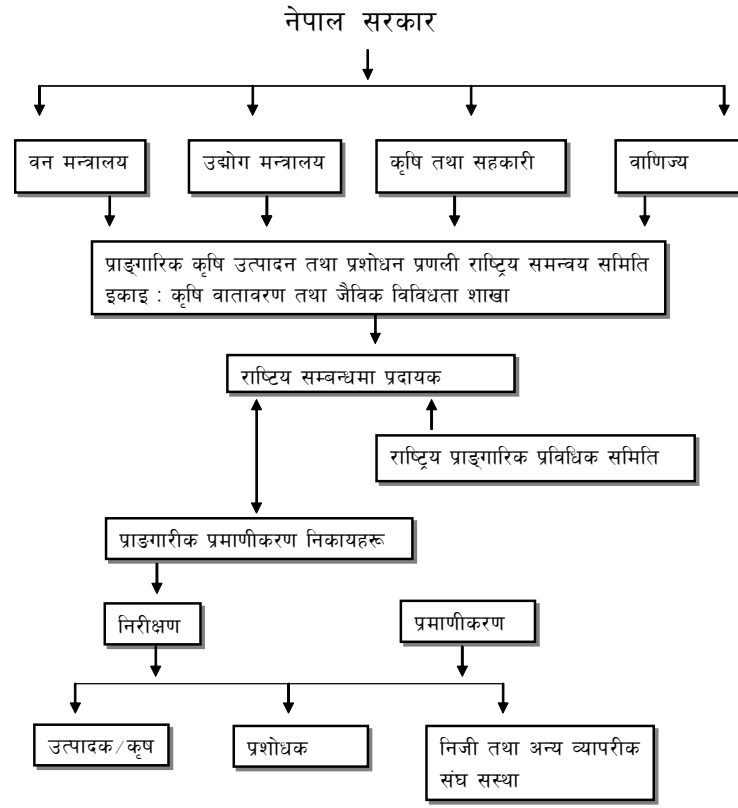 नेपाल सरकार
वन मन्त्रालय
उद्योग मन्त्रालय
कृषि तथा सहकारी
वाणिज्य
प्राङ्गारिक कृषि उत्पादन तथा प्रशोधन प्रणली राष्ट्रिय समन्वय समिति
इकाइ : कृषि वातावरण तथा जैविक विविधता शाखा
राष्टिय सम्बन्धमा प्रदायक
राष्ट्रिय प्राङ्गारिक प्रविधिक समिति
प्राङगारीक प्रमाणीकरण निकायहरू
निरीक्षण
प्रमाणीकरण
उत्पादक/कृष
प्रशोधक
निजी तथा अन्य व्यापरीक
संघ सस्था